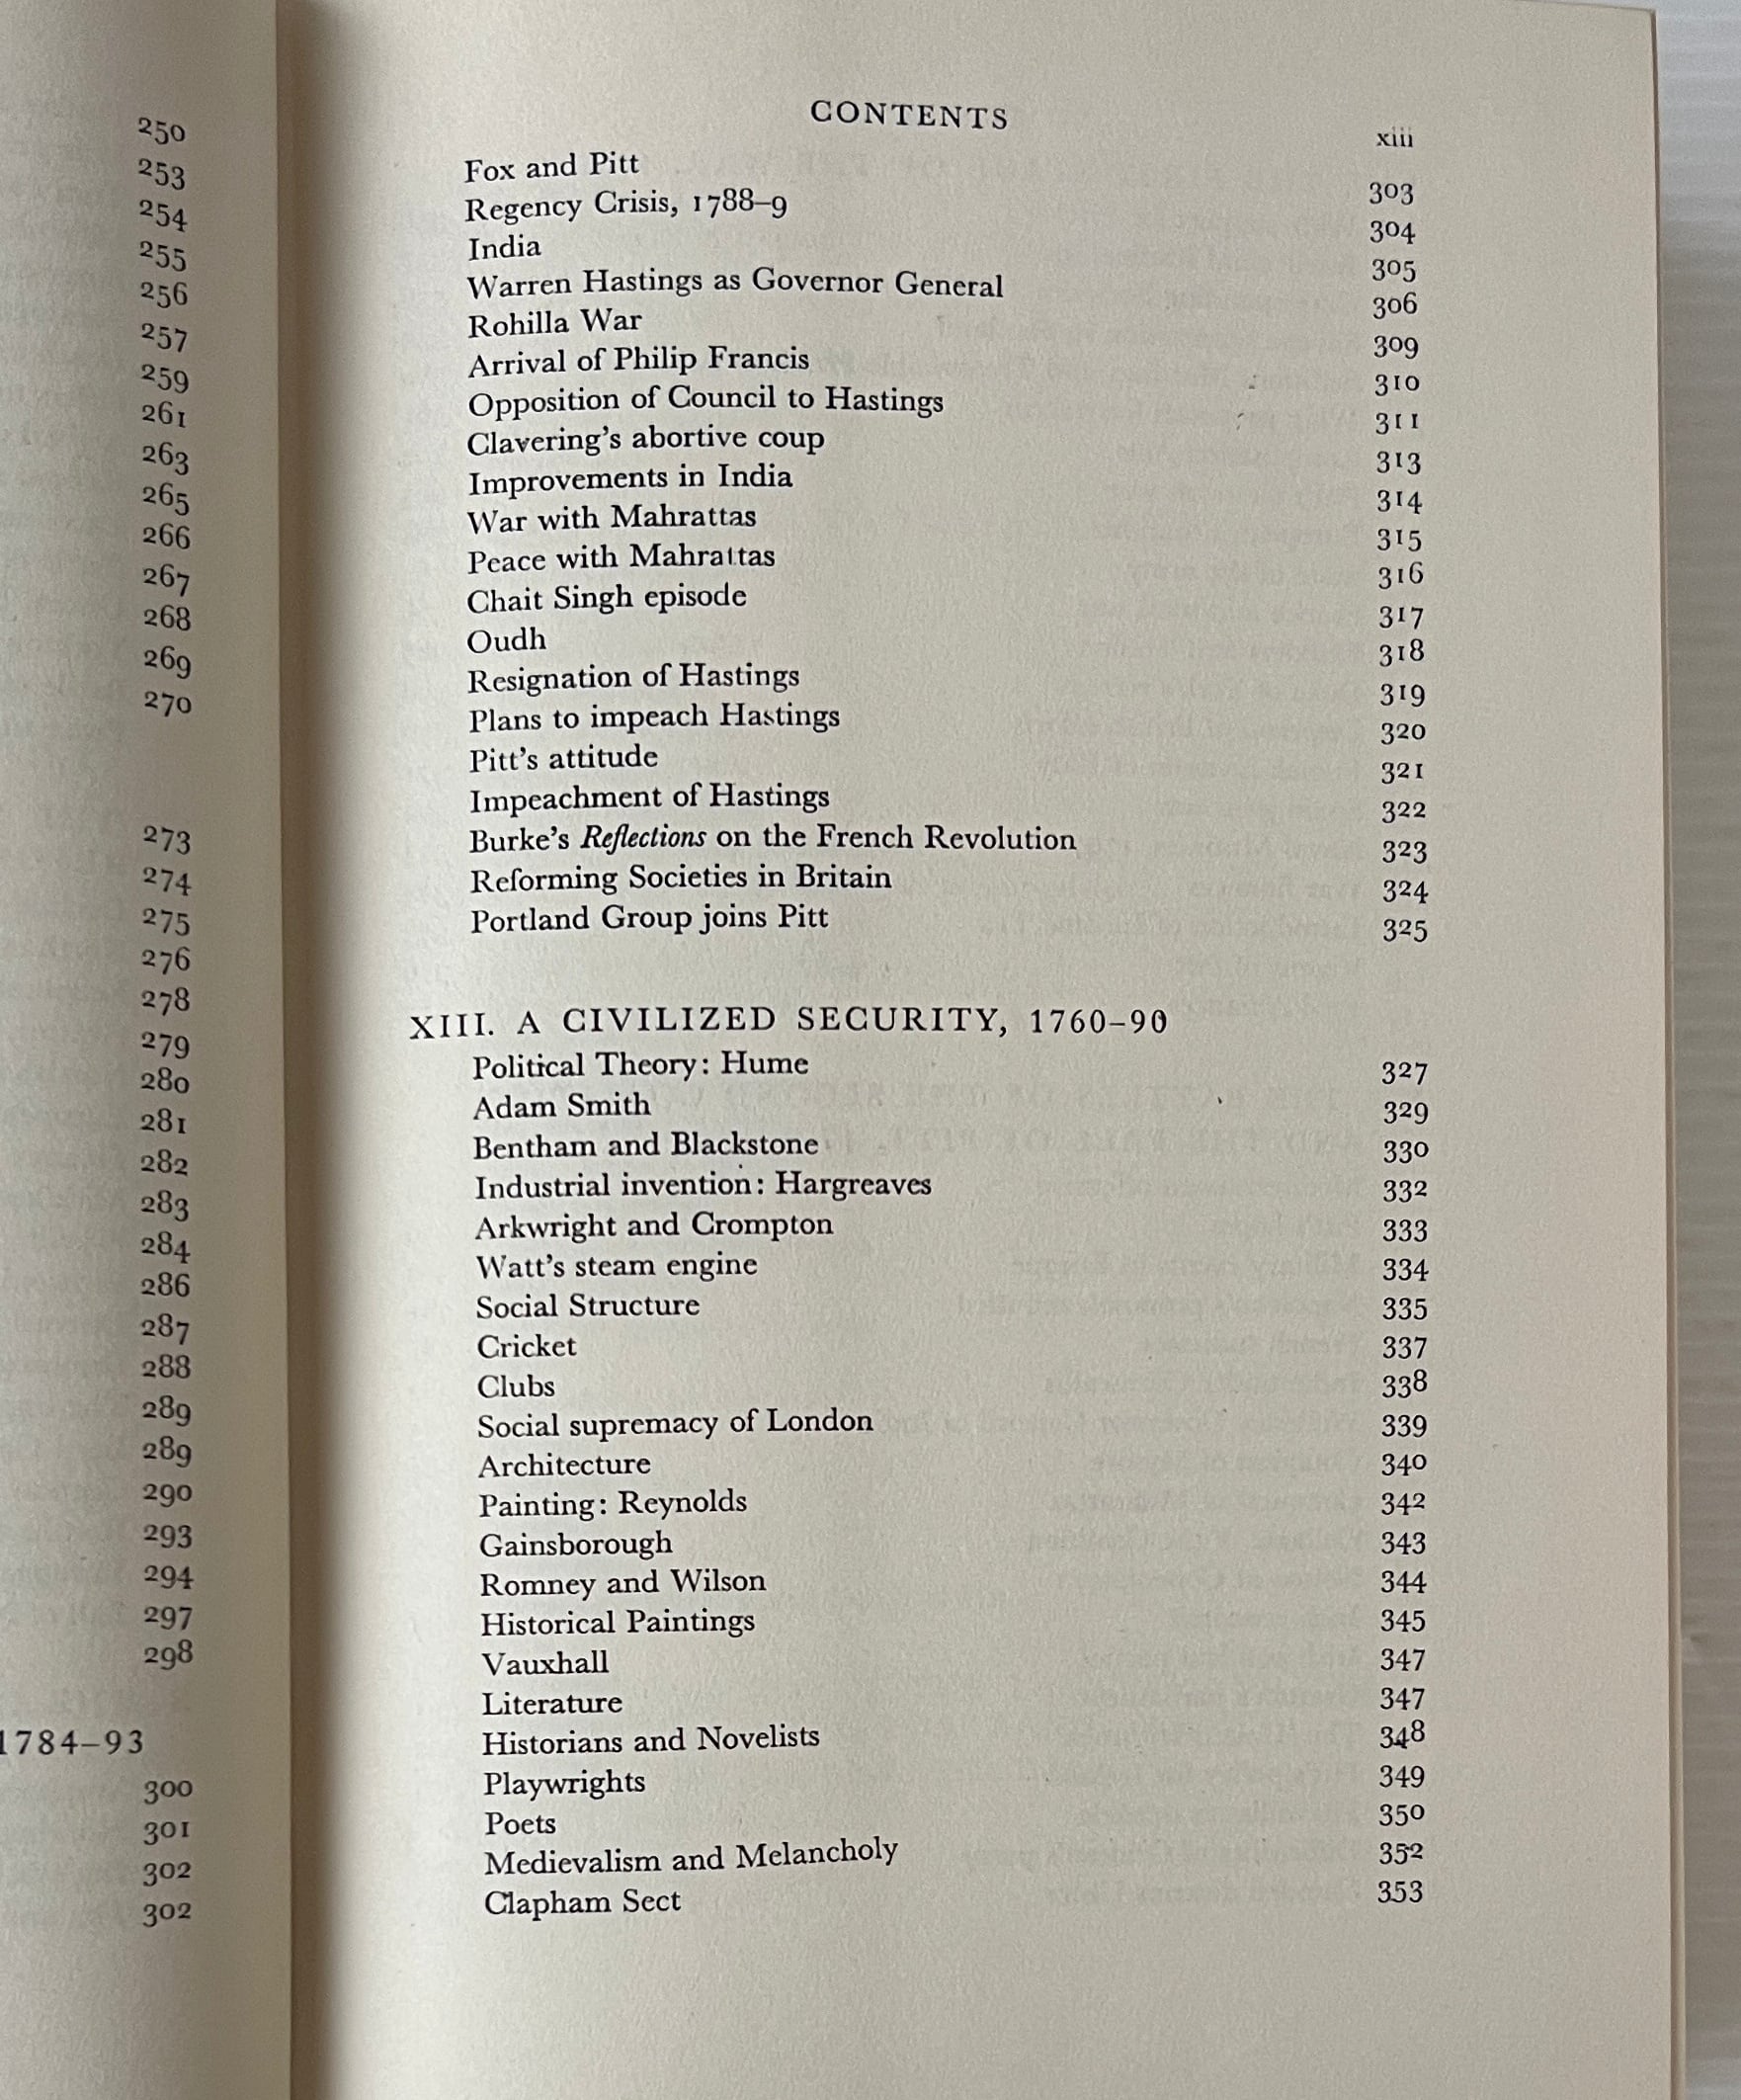 250
253
254
255
256
257
259
261
263
265
266
267
268
269
270
273
274
275
276
278
279
280
281
282
283
284
286
287
288
289
289
290
293
294
297
298
1784–93
300
301
302
302
CONTENTS xiii
Fox and Pitt 303
Regency Crisis, 1788–9 304
India 305
Warren Hastings as Governor General 306
Rohilla War 309
Arrival of Philip Francis 310
Opposition of Council to Hastings 311
Clavering’s abortive coup 313
Improvements in India 314
War with Mahrattas 315
Peace with Mahrattas 316
Chait Singh episode 317
Oudh 318
Resignation of Hastings 319
Plans to impeach Hastings 320
Pitt’s attitude 321
Impeachment of Hastings 322
Burke’s Reflections on the French Revolution 323
Reforming Societies in Britain 324
Portland Group joins Pitt 325
XIII. A CIVILIZED SECURITY, 1760–90
Political Theory: Hume 327
Adam Smith 329
Bentham and Blackstone 330
Industrial invention: Hargreaves 332
Arkwright and Crompton 333
Watt’s steam engine 334
Social Structure 335
Cricket 337
Clubs 338
Social supremacy of London 339
Architecture 340
Painting: Reynolds 342
Gainsborough 343
Romney and Wilson 344
Historical Paintings 345
Vauxhall 347
Literature 347
Historians and Novelists 348
Playwrights 349
Poets 350
Medievalism and Melancholy 352
Clapham Sect 353